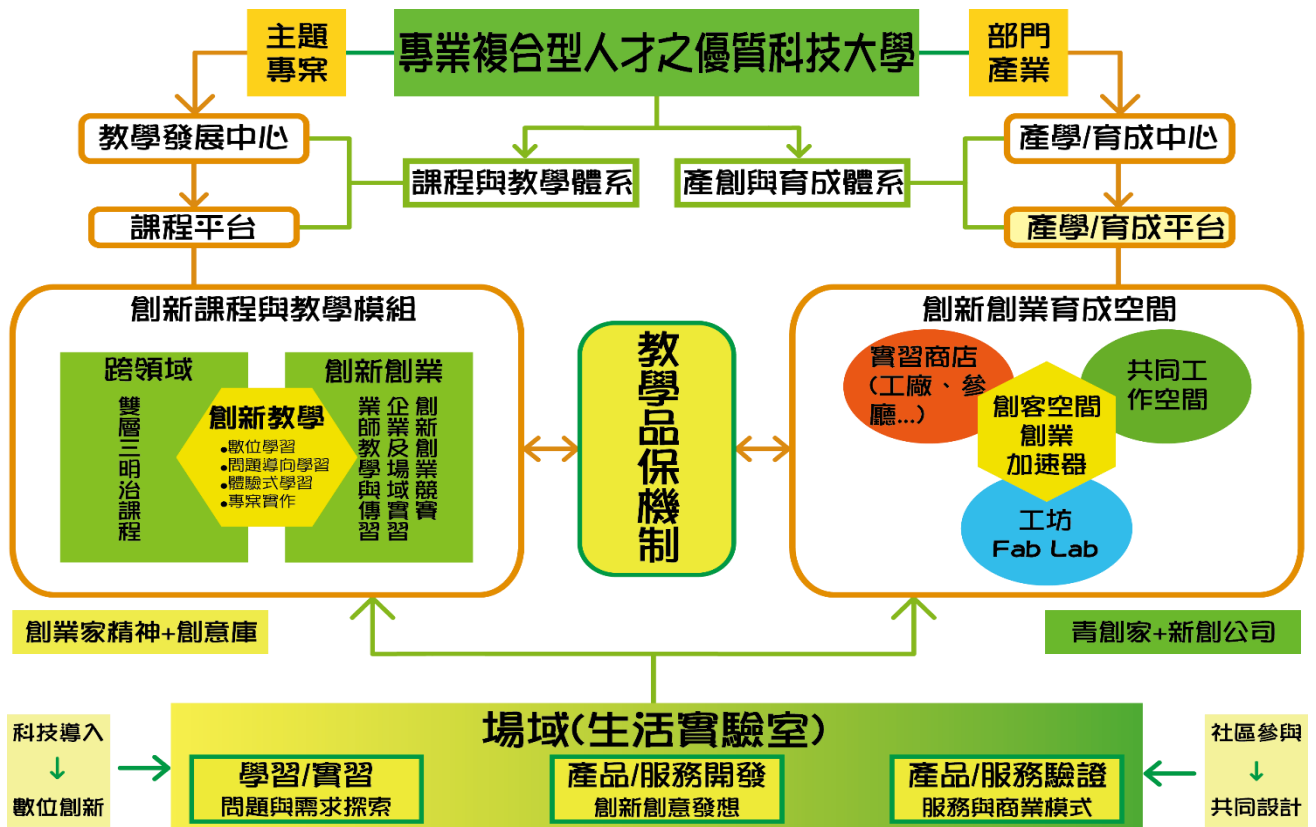 主題
專案
專業複合型人才之優質科技大學
部門
產業
教學發展中心
產學/育成中心
課程與教學體系
產創與育成體系
課程平台
產學/育成平台
創新課程與教學模組
跨領域
雙層三明治課程
創新教學
•數位學習
•問題導向學習
•體驗式學習
•專案實作
創新創業
創新創業競賽
企業及場域實習
業師教學與傳習
教學品保機制
創新創業育成空間
實習商店
(工廠、參
廳...)
共同工
作空間
創客空間
創業
加速器
工坊
Fab Lab
創業家精神+創意庫
青創家+新創公司
場域(生活實驗室)
科技導入
↓
數位創新
學習/實習
問題與需求探索
產品/服務開發
創新創意發想
產品/服務驗證
服務與商業模式
社區參與
↓
共同設計